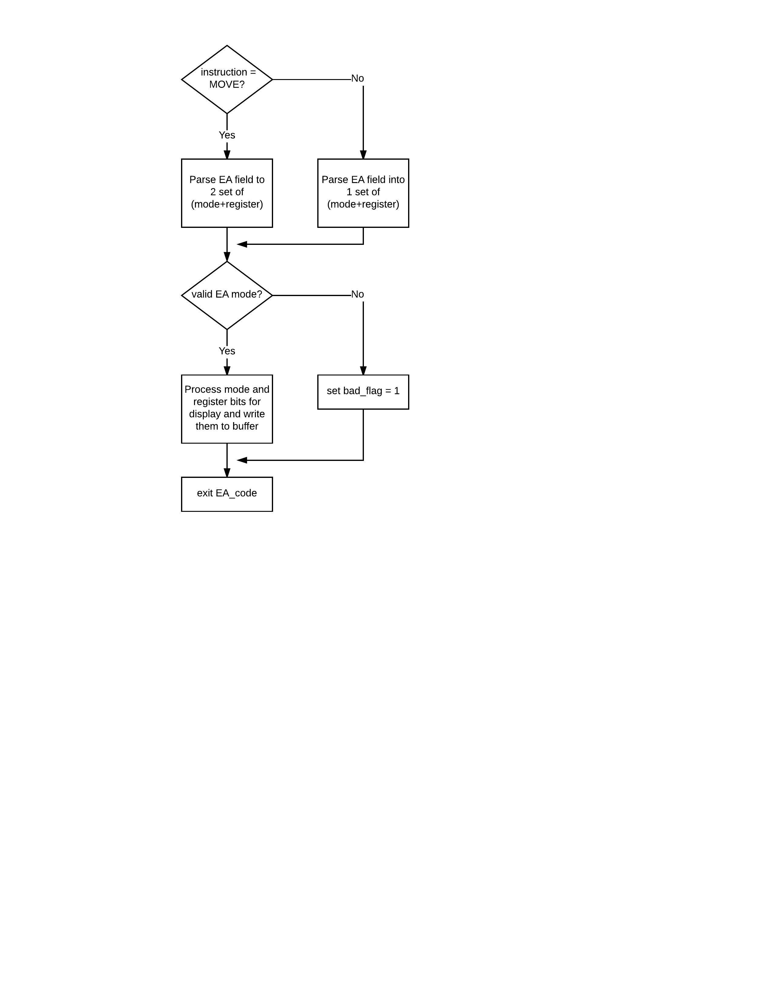 instruction =
MOVE?
No
Yes
Parse EA field to
2 set of
(mode+register)
Parse EA field into
1 set of
(mode+register)
valid EA mode?
No
Yes
Process mode and
register bits for
display and write
them to buffer
set bad_flag = 1
exit EA_code